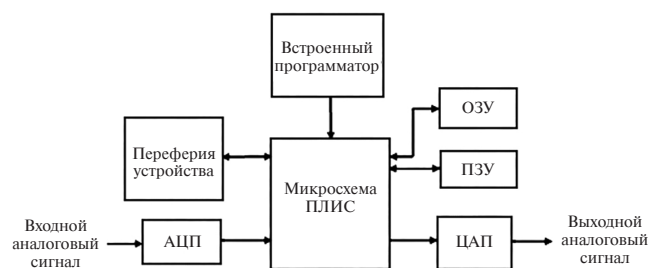 Встроенный
программатор
ОЗУ
Переферия
устройства
Микросхема
ПЛИС
ПЗУ
Входной
аналоговый
сигнал
АЦП
ЦАП
Выходной
аналоговый
сигнал